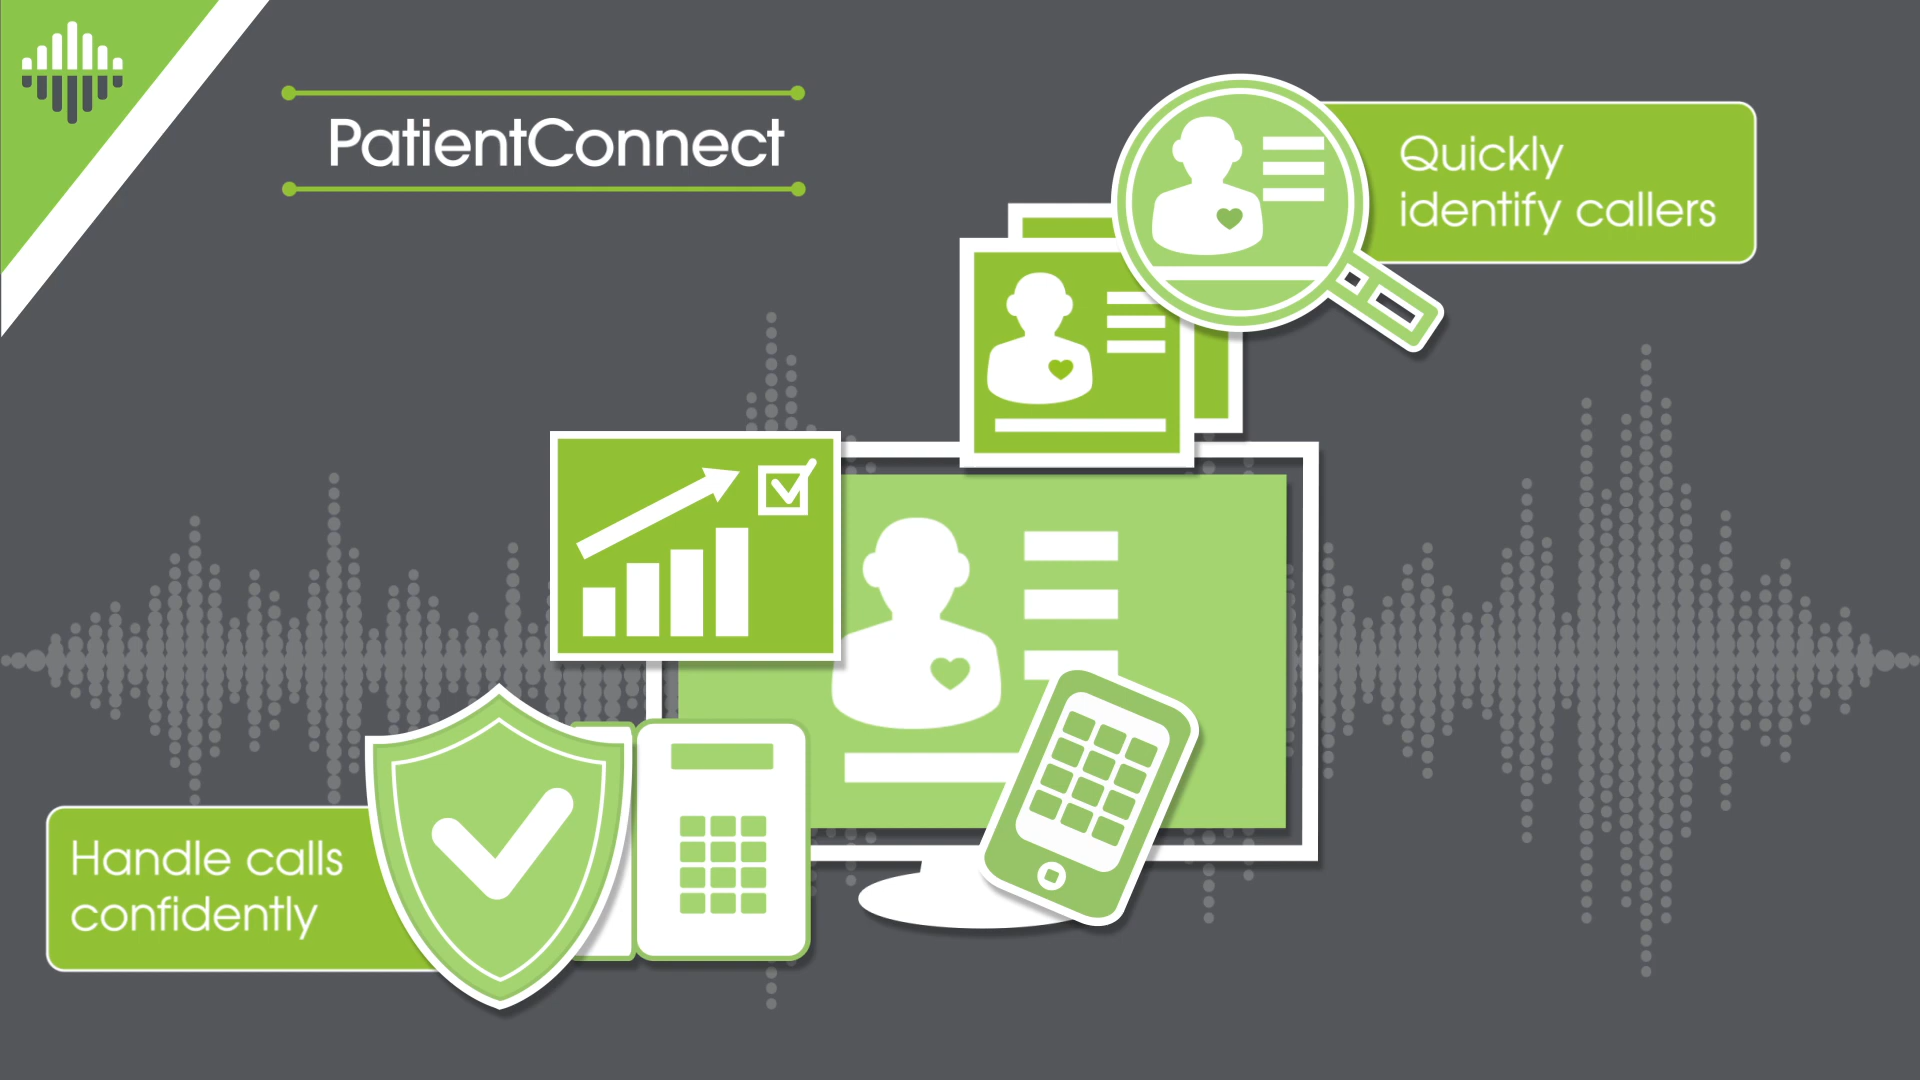 PatientConnect
Quickly
identify callers
Handle calls
confidently